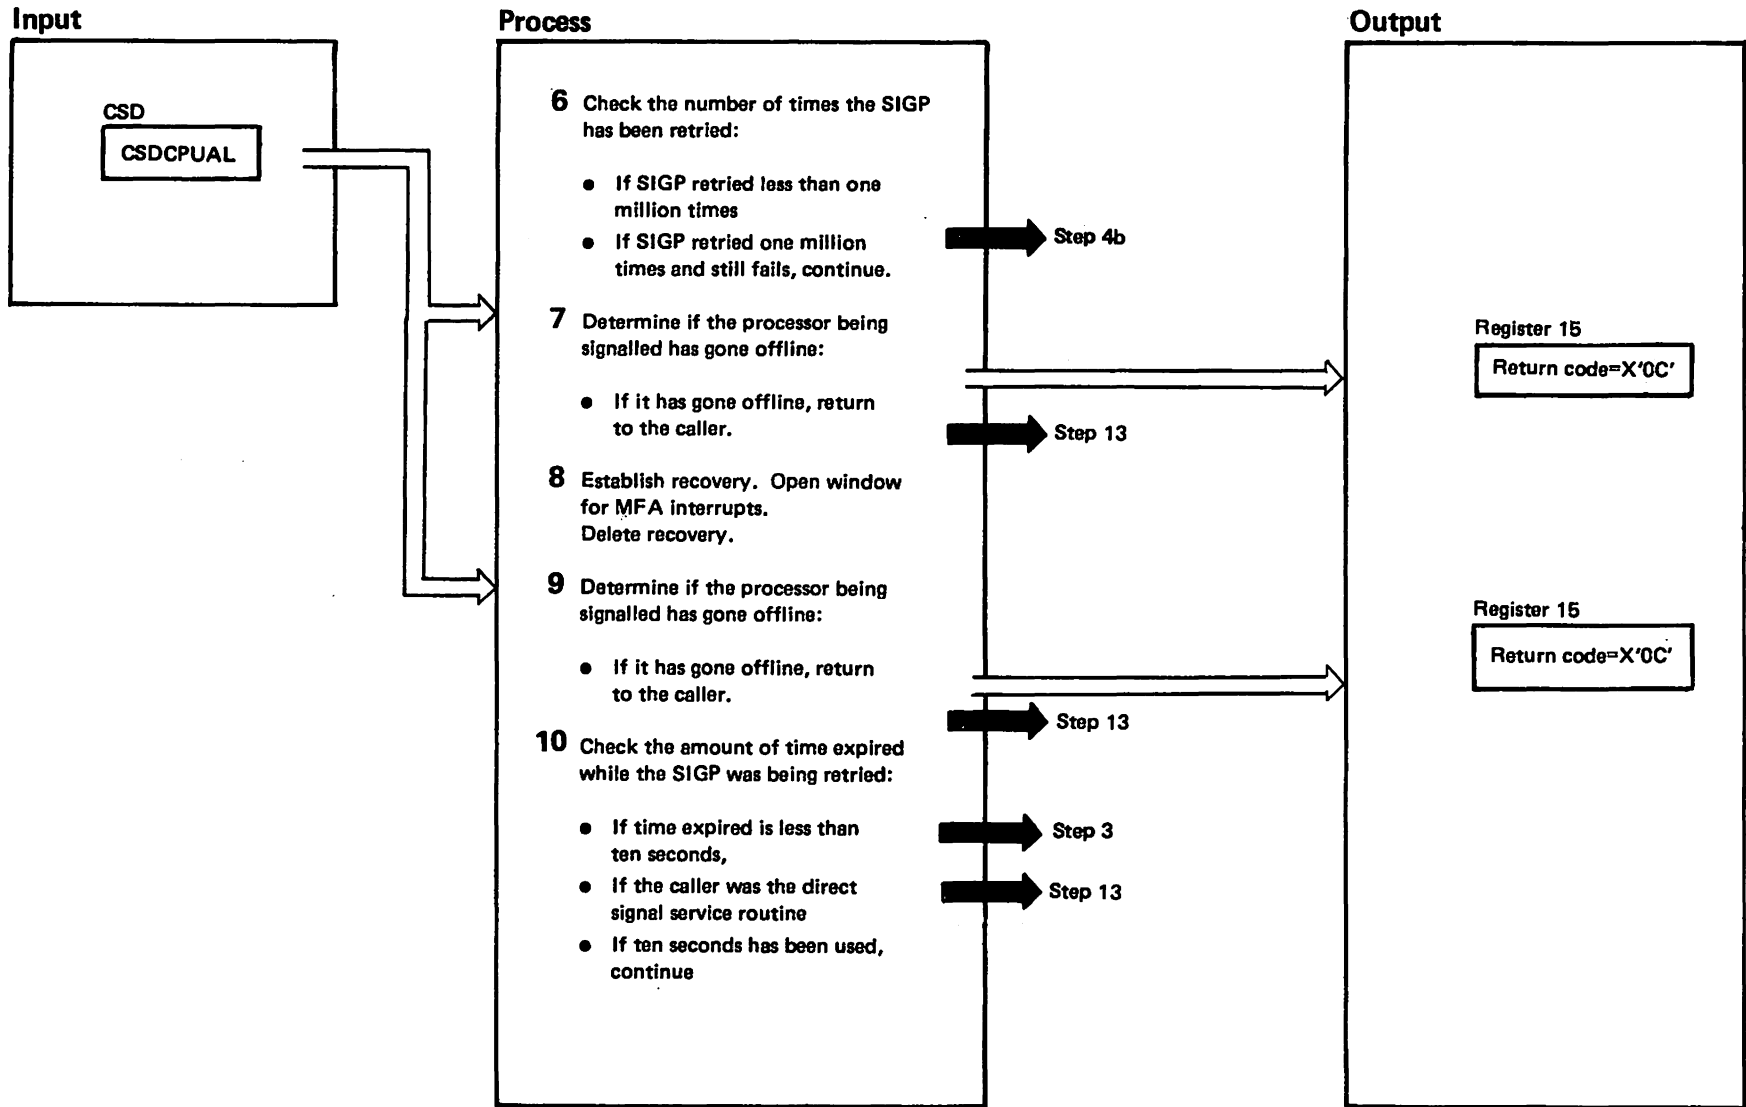 Input
CSD
CSDCPUAL
Process
6 Check the number of times the SIGP
has been retried:
● If SIGP retried less than one
million times
● If SIGP retried one million
times and still fails, continue.
Step 4b
7 Determine if the processor being
signalled has gone offline:
● If it has gone offline, return
to the caller.
Step 13
8 Establish recovery. Open window
for MFA interrupts.
Delete recovery.
9 Determine if the processor being
signalled has gone offline:
● If it has gone offline, return
to the caller.
Step 13
10 Check the amount of time expired
while the SIGP was being retried:
● If time expired is less than
ten seconds,
Step 3
● If the caller was the direct
signal service routine
Step 13
● If ten seconds has been used,
continue
Output
Register 15
Return code=X'0C'
Register 15
Return code=X'0C'